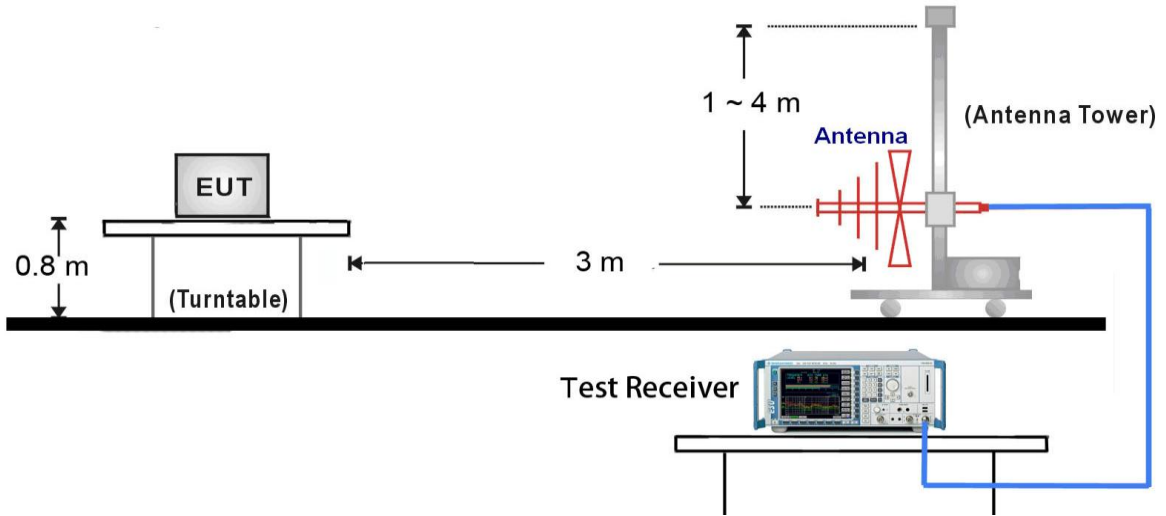 1 ~ 4 m
(Antenna Tower)
Antenna
EUT
0.8 m
3 m
(Turntable)
Test Receiver